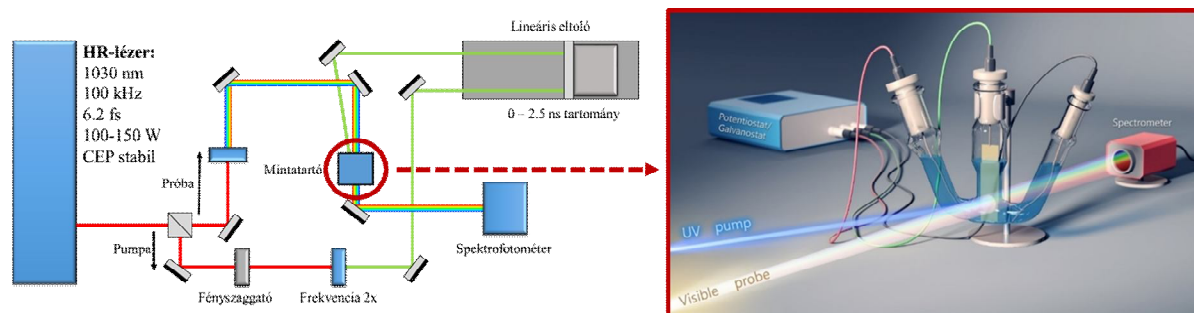 HR-lézer:
1030 nm
100 kHz
6.2 fs
100-150 W
CEP stabil
Próba
Pumpa
Fényszaggató
Frekvencia 2x
Mintatartó
Lineáris eltoló
0 – 2.5 ns tartomány
Spektrofotométer
Potentiostat/
Galvanostat
Spectrometer
UV pump
Visible probe